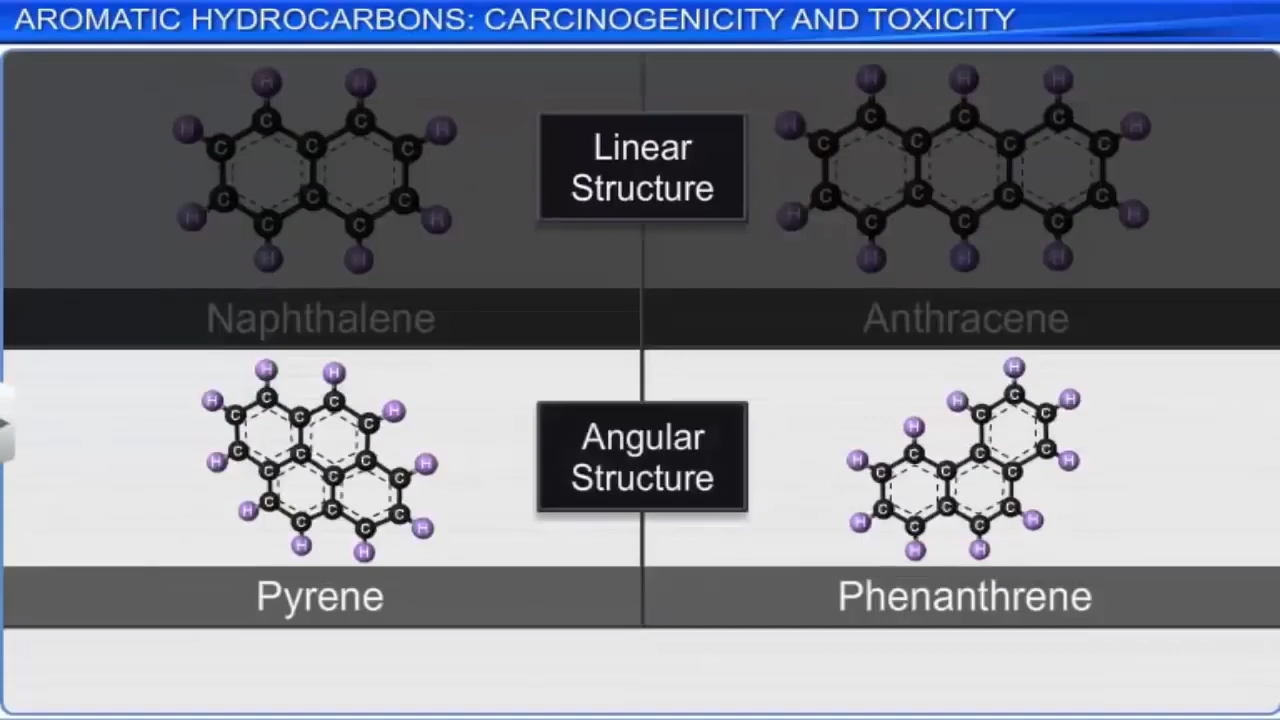 AROMATIC HYDROCARBONS: CARCINOGENICITY AND TOXICITY
Linear
Structure
Naphthalene
Anthracene
Angular
Structure
Pyrene
Phenanthrene